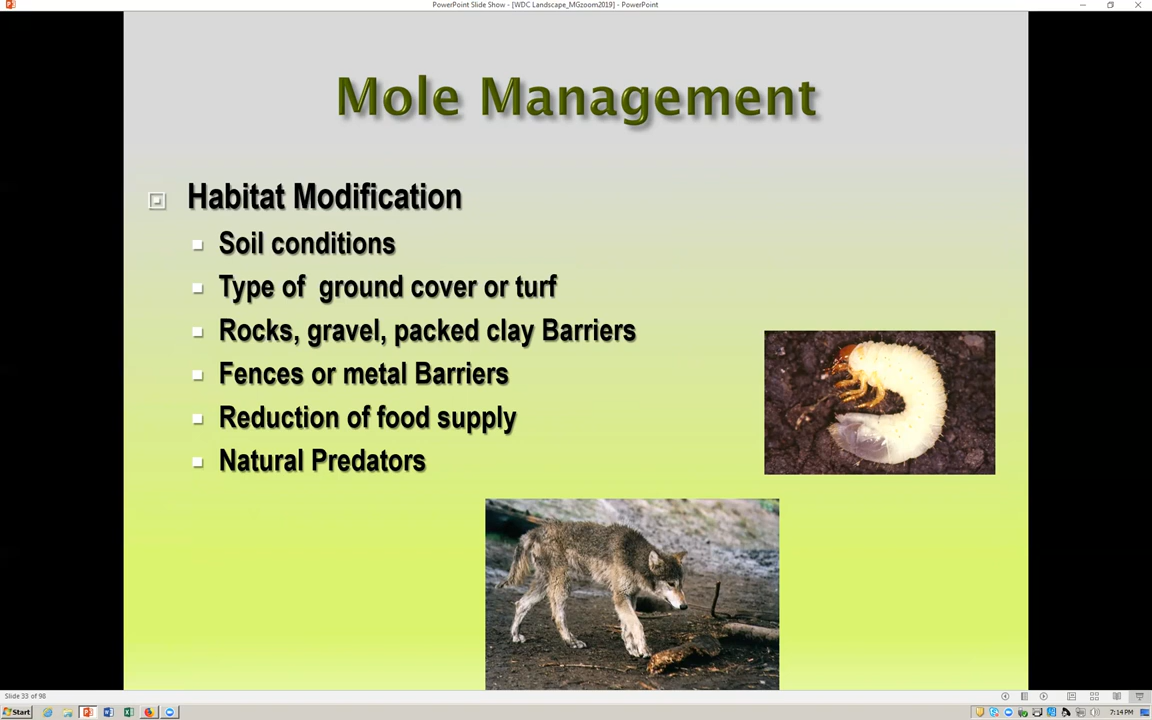 PowerPoint Slide Show - [WDC Landscape_MGzoom2019] - PowerPoint
Mole Management
Habitat Modification
Soil conditions
Type of ground cover or turf
Rocks, gravel, packed clay Barriers
Fences or metal Barriers
Reduction of food supply
Natural Predators
Slide 33 of 98
Start
7:14 PM